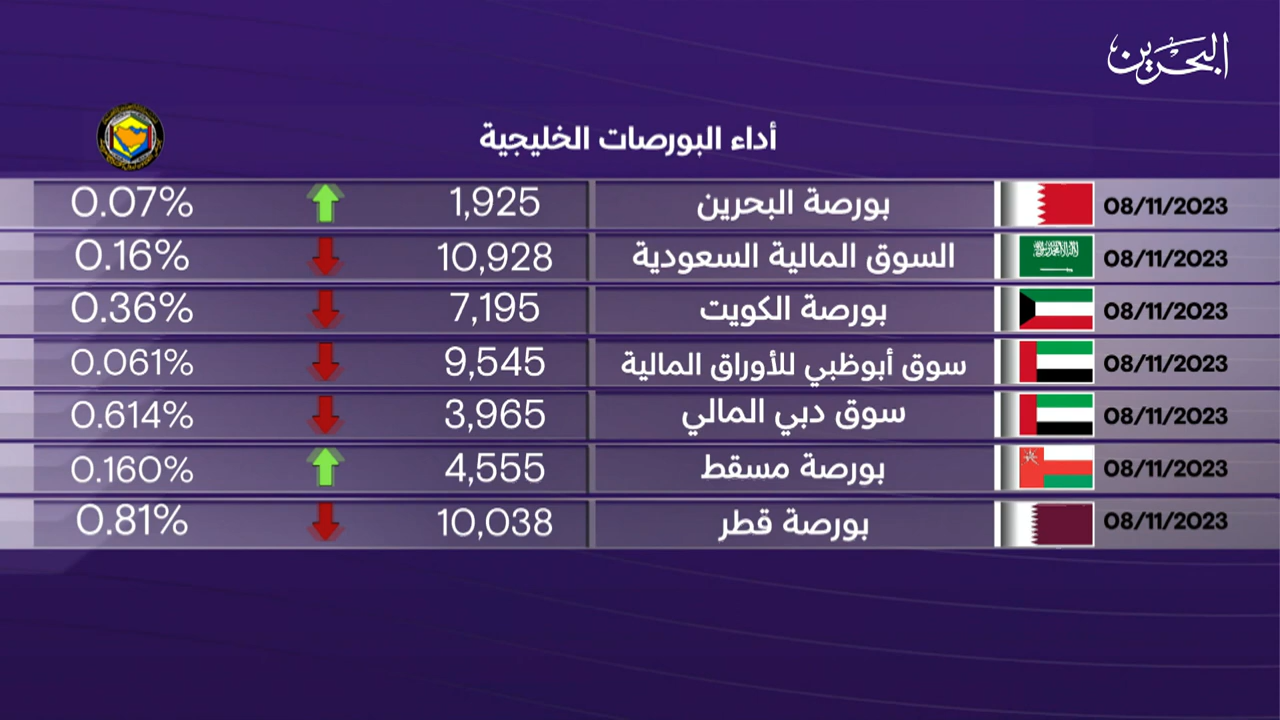 البحرين
أداء البورصات الخليجية
08/11/2023 بورصة البحرين 1,925 0.07%
08/11/2023 السوق المالية السعودية 10,928 0.16%
08/11/2023 بورصة الكويت 7,195 0.36%
08/11/2023 سوق أبوظبي للأوراق المالية 9,545 0.061%
08/11/2023 سوق دبي المالي 3,965 0.614%
08/11/2023 بورصة مسقط 4,555 0.160%
08/11/2023 بورصة قطر 10,038 0.81%